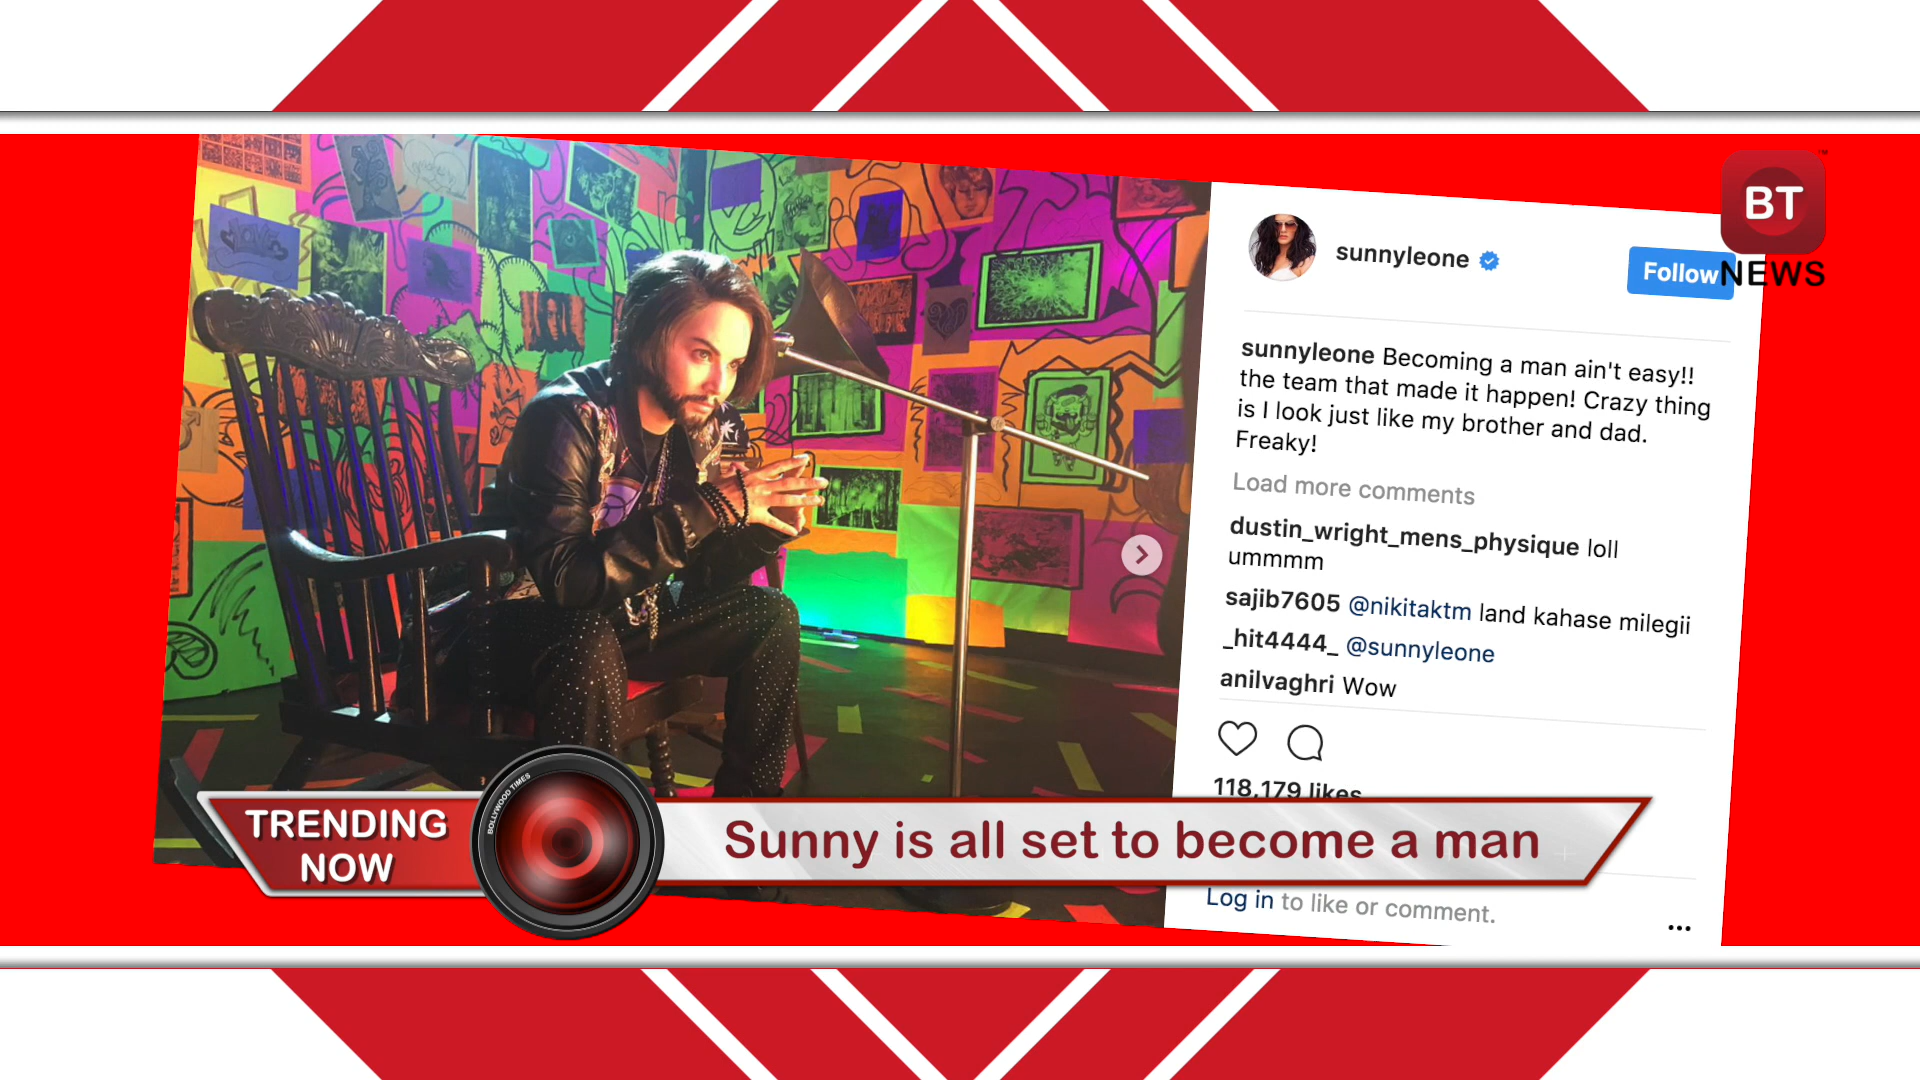 BT
NEWS
™
sunnyleone
Follow
sunnyleone Becoming a man ain't easy!!
the team that made it happen! Crazy thing
is I look just like my brother and dad.
Freaky!
Load more comments
dustin_wright_mens_physique loll
ummmm
sajib7605 @nikitaktm land kahase milegii
_hit4444_ @sunnyleone
anilvaghri Wow
118,179 likes
TRENDING
NOW
BOLLYWOOD TIMES
Sunny is all set to become a man
Log in to like or comment.